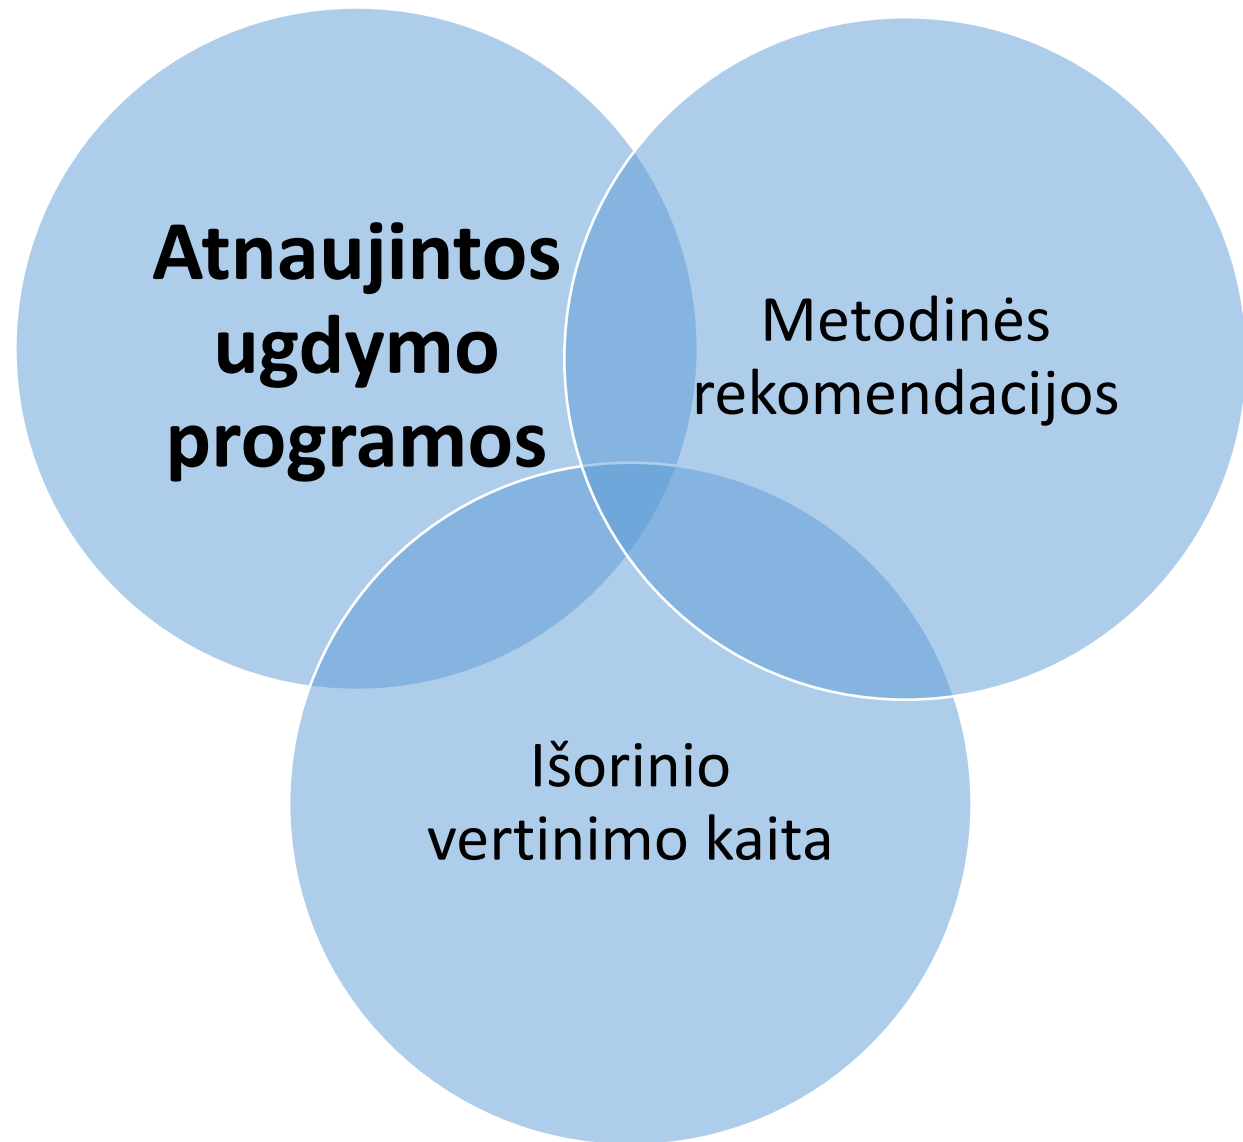 Atnaujintos
ugdymo
programos
Metodinės
rekomendacijos
Išorinio
vertinimo kaita